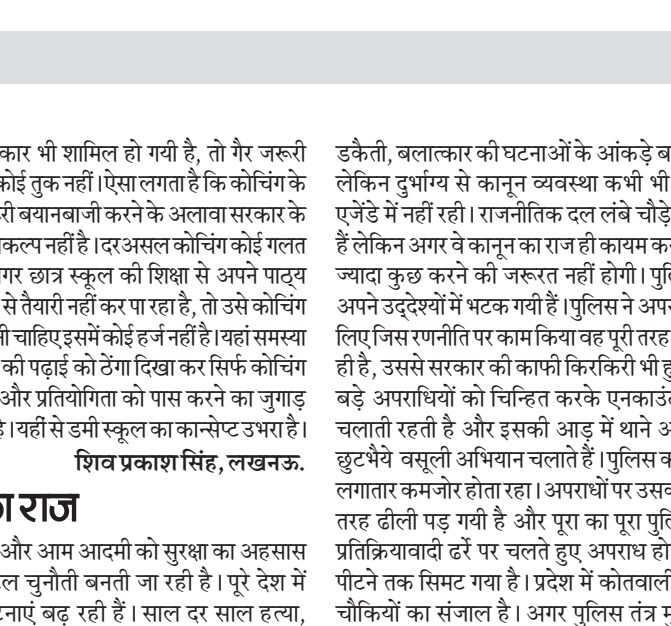 कार भी शामिल हो गयी है, तो गैर जरूरी
कोई तुक नहीं। ऐसा लगता है कि कोचिंग के
री बयानबाजी करने के अलावा सरकार के
कल्प नहीं है। दरअसल कोचिंग कोई गलत
गर छात्र स्कूल की शिक्षा से अपने पाठ्य
से तैयारी नहीं कर पा रहा है, तो उसे कोचिंग
नी चाहिए इसमें कोई हर्ज नहीं है। यहां समस्या
की पढ़ाई को ठेंगा दिखा कर सिर्फ कोचिंग
और प्रतियोगिता को पास करने का जुगाड़
है। यहीं से डमी स्कूल का कान्सेप्ट उभरा है।
शिव प्रकाश सिंह, लखनऊ.
का राज
और आम आदमी को सुरक्षा का अहसास
ल चुनौती बनती जा रही है। पूरे देश में
टनाएं बढ़ रही हैं। साल दर साल हत्या,
डकैती, बलात्कार की घटनाओं के आंकड़े ब
लेकिन दुर्भाग्य से कानून व्यवस्था कभी भी
एजेंडे में नहीं रही। राजनीतिक दल लंबे चौड़े
हैं लेकिन अगर वे कानून का राज ही कायम क
ज्यादा कुछ करने की जरूरत नहीं होगी। पुलि
अपने उद्देश्यों में भटक गयी हैं। पुलिस ने अप
लिए जिस रणनीति पर काम किया वह पूरी तरह
ही है, उससे सरकार की काफी किरकिरी भी हु
बड़े अपराधियों को चिन्हित करके एनकाउं
चलाती रहती है और इसकी आड़ में थाने अ
छुटभैये वसूली अभियान चलाते हैं। पुलिस क
लगातार कमजोर होता रहा। अपराधों पर उस
तरह ढीली पड़ गयी है और पूरा का पूरा पुलि
प्रतिक्रियावादी ढर्रे पर चलते हुए अपराध हो
पीटने तक सिमट गया है। प्रदेश में कोतवाली
चौकियों का संजाल है। अगर पुलिस तंत्र म